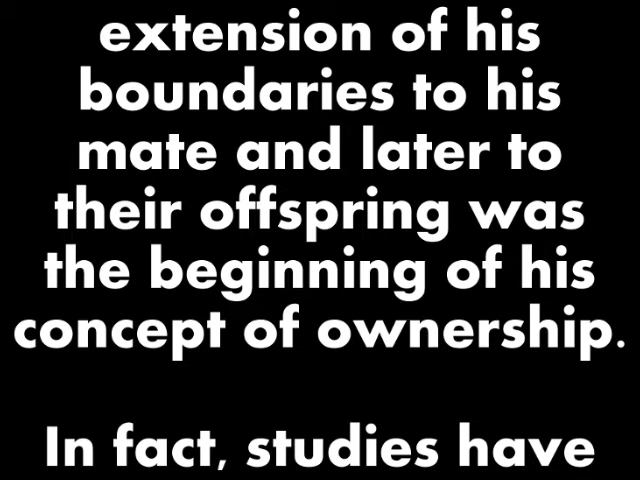 extension of his
boundaries to his
mate and later to
their offspring was
the beginning of his
concept of ownership.
In fact, studies have